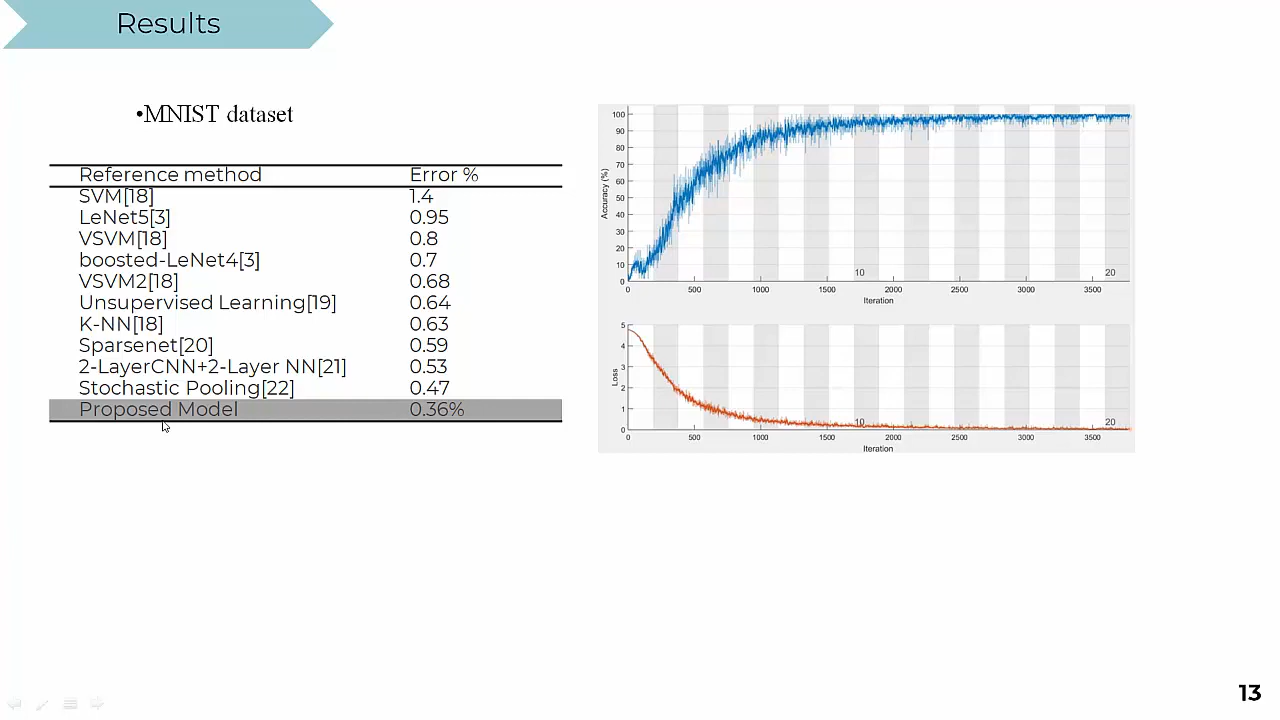 Results
•MNIST dataset
Reference method Error %
SVM[18] 1.4
LeNet5[3] 0.95
VSVM[18] 0.8
boosted-LeNet4[3] 0.7
VSVM2[18] 0.68
Unsupervised Learning[19] 0.64
K-NN[18] 0.63
Sparsenet[20] 0.59
2-LayerCNN+2-Layer NN[21] 0.53
Stochastic Pooling[22] 0.47
Proposed Model 0.36%
Accuracy (%)
100
90
80
70
60
50
40
30
20
10
0
10 20
0 500 1000 1500 2000 2500 3000 3500
Iteration
Loss
5
4
3
2
1
0
10 20
0 500 1000 1500 2000 2500 3000 3500
Iteration
13